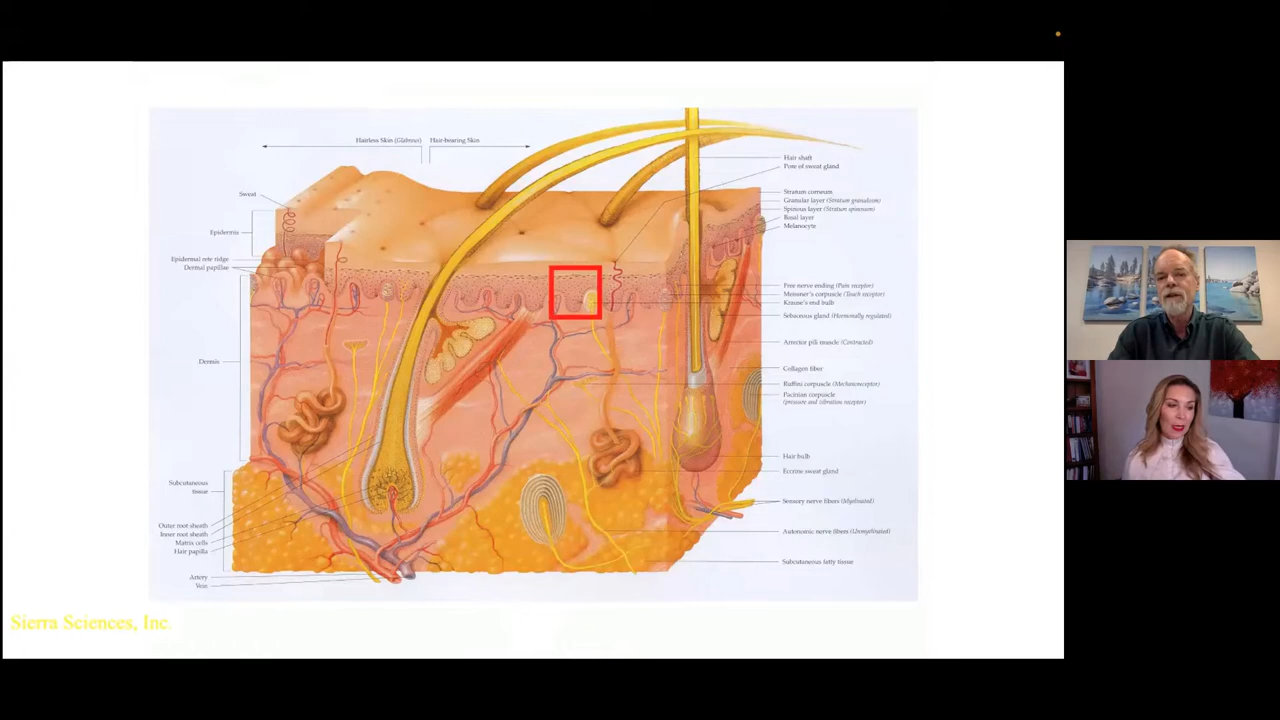 Hairless Skin (Glabrous)
Hair-bearing Skin
Sweat
Epidermis
Epidermal rete ridge
Dermal papillae
Dermis
Subcutaneous
tissue
Outer root sheath
Inner root sheath
Matrix cells
Hair papilla
Artery
Vein
Hair shaft
Pore of sweat gland
Stratum corneum
Granular layer (Stratum granulosum)
Spinous layer (Stratum spinosum)
Basal layer
Melanocyte
Free nerve ending (Pain receptor)
Meissner's corpuscle (Touch receptor)
Krause's end bulb
Sebaceous gland (Hormonally regulated)
Arrector pili muscle (Contracted)
Collagen fiber
Ruffini corpuscle (Mechanoreceptor)
Pacinian corpuscle
(pressure and vibration receptor)
Hair bulb
Eccrine sweat gland
Sensory nerve fibers (Myelinated)
Autonomic nerve fibers (Unmyelinated)
Subcutaneous fatty tissue
Sierra Sciences, Inc.